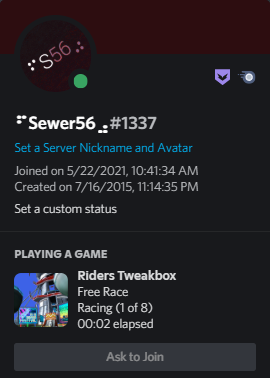 S56
⠋Sewer56⣠#1337
Set a Server Nickname and Avatar
Joined on 5/22/2021, 10:41:34 AM
Created on 7/16/2015, 11:14:35 PM
Set a custom status
PLAYING A GAME
Riders Tweakbox
Free Race
Racing (1 of 8)
00:02 elapsed
Ask to Join